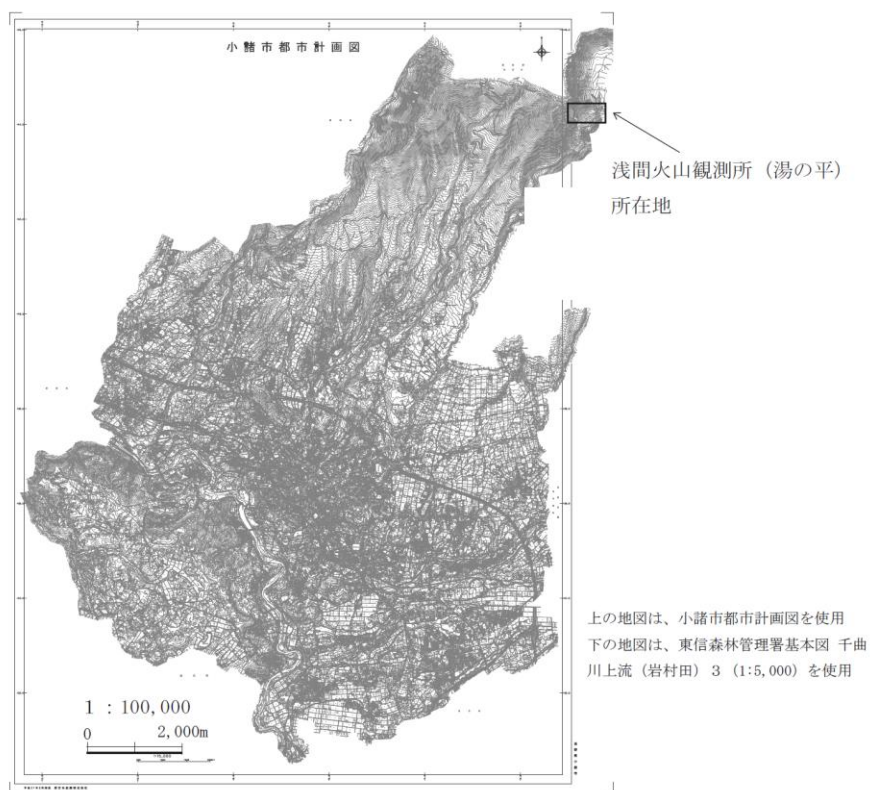 小諸市都市計画図
浅間火山観測所（湯の平）
所在地
上の地図は、小諸市都市計画図を使用
下の地図は、東信森林管理署基本図 千曲
川上流（岩村田）３（1:5,000）を使用
1 : 100,000
0 2,000m